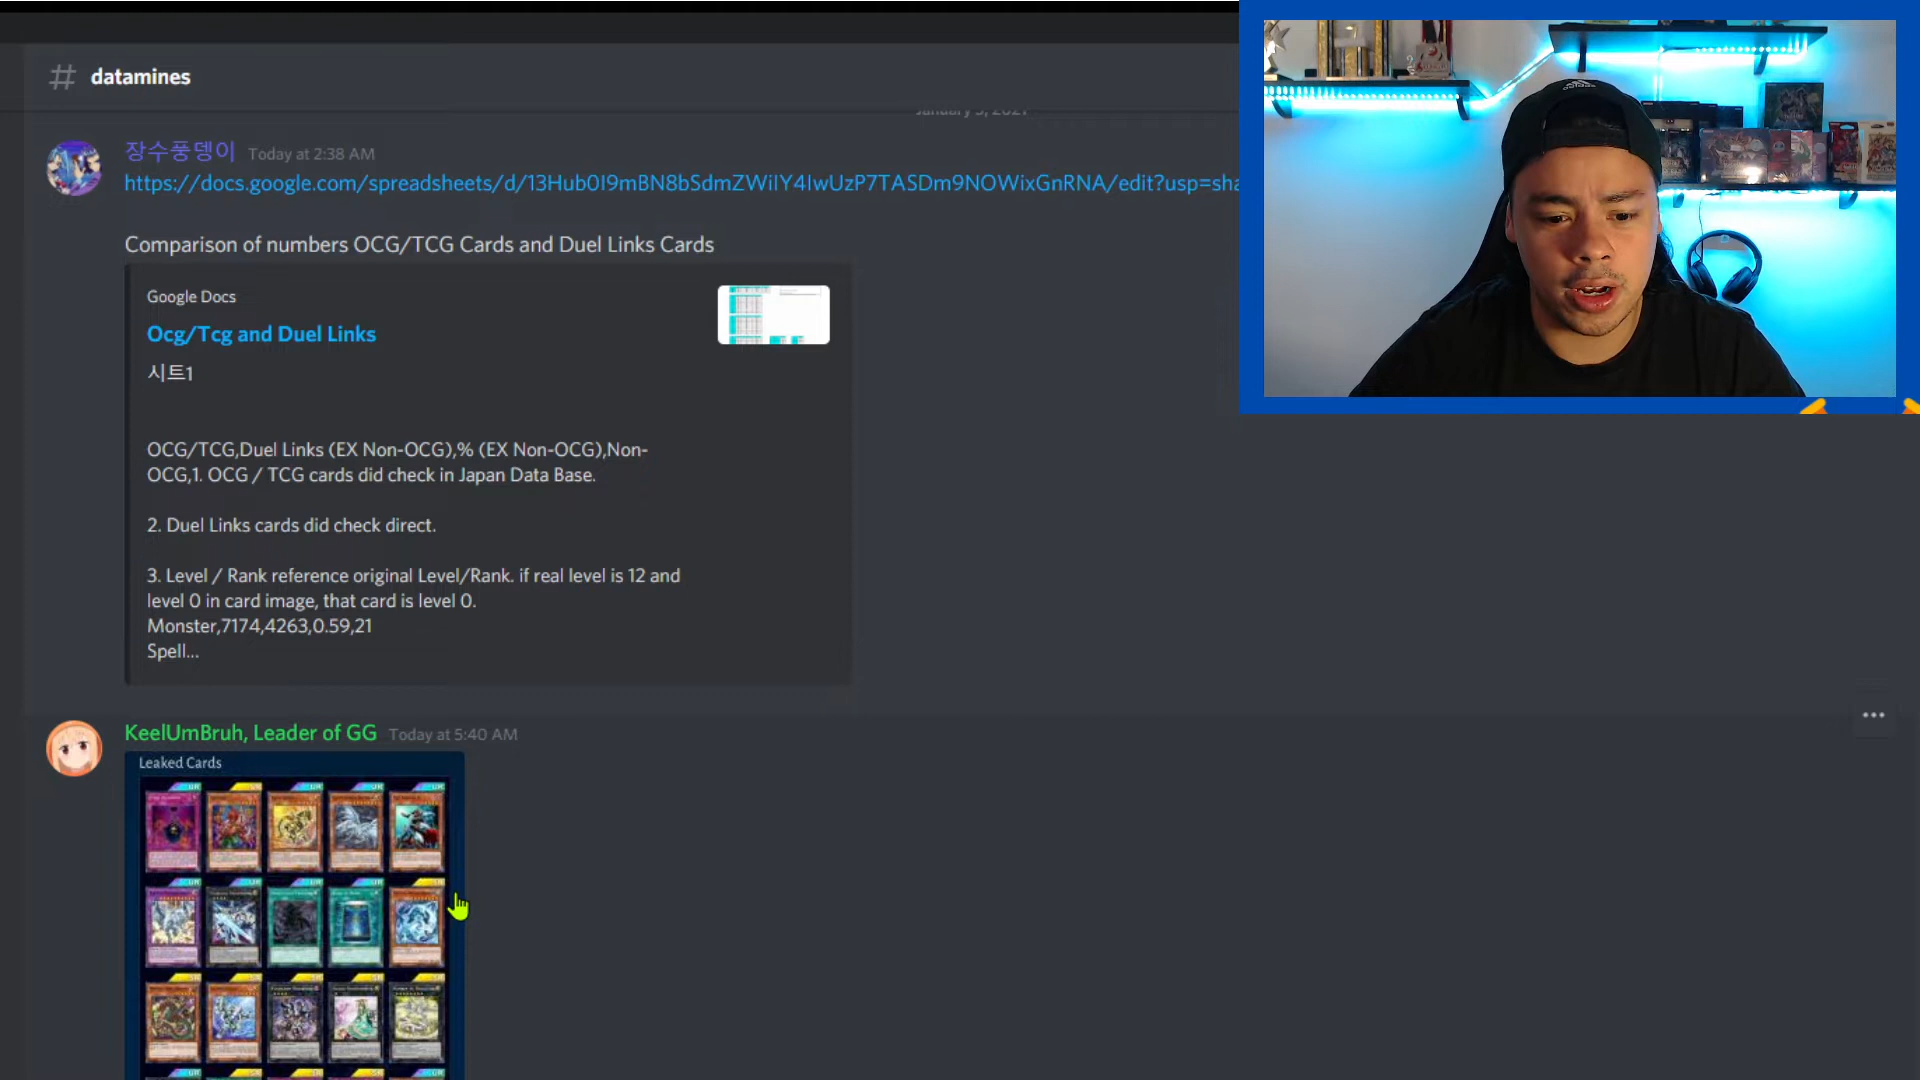 # datamines
January 5, 2021
장수풍뎅이 Today at 2:38 AM
https://docs.google.com/spreadsheets/d/13Hub0I9mBN8bSdmZWiIY4IwUzP7TASDm9NOWixGnRNA/edit?usp=sha
Comparison of numbers OCG/TCG Cards and Duel Links Cards
Google Docs
Ocg/Tcg and Duel Links
시트1
OCG/TCG,Duel Links (EX Non-OCG),% (EX Non-OCG),Non-
OCG,1. OCG / TCG cards did check in Japan Data Base.
2. Duel Links cards did check direct.
3. Level / Rank reference original Level/Rank. if real level is 12 and
level 0 in card image, that card is level 0.
Monster,7174,4263,0.59,21
Spell...
KeelUmBruh, Leader of GG Today at 5:40 AM
Leaked Cards